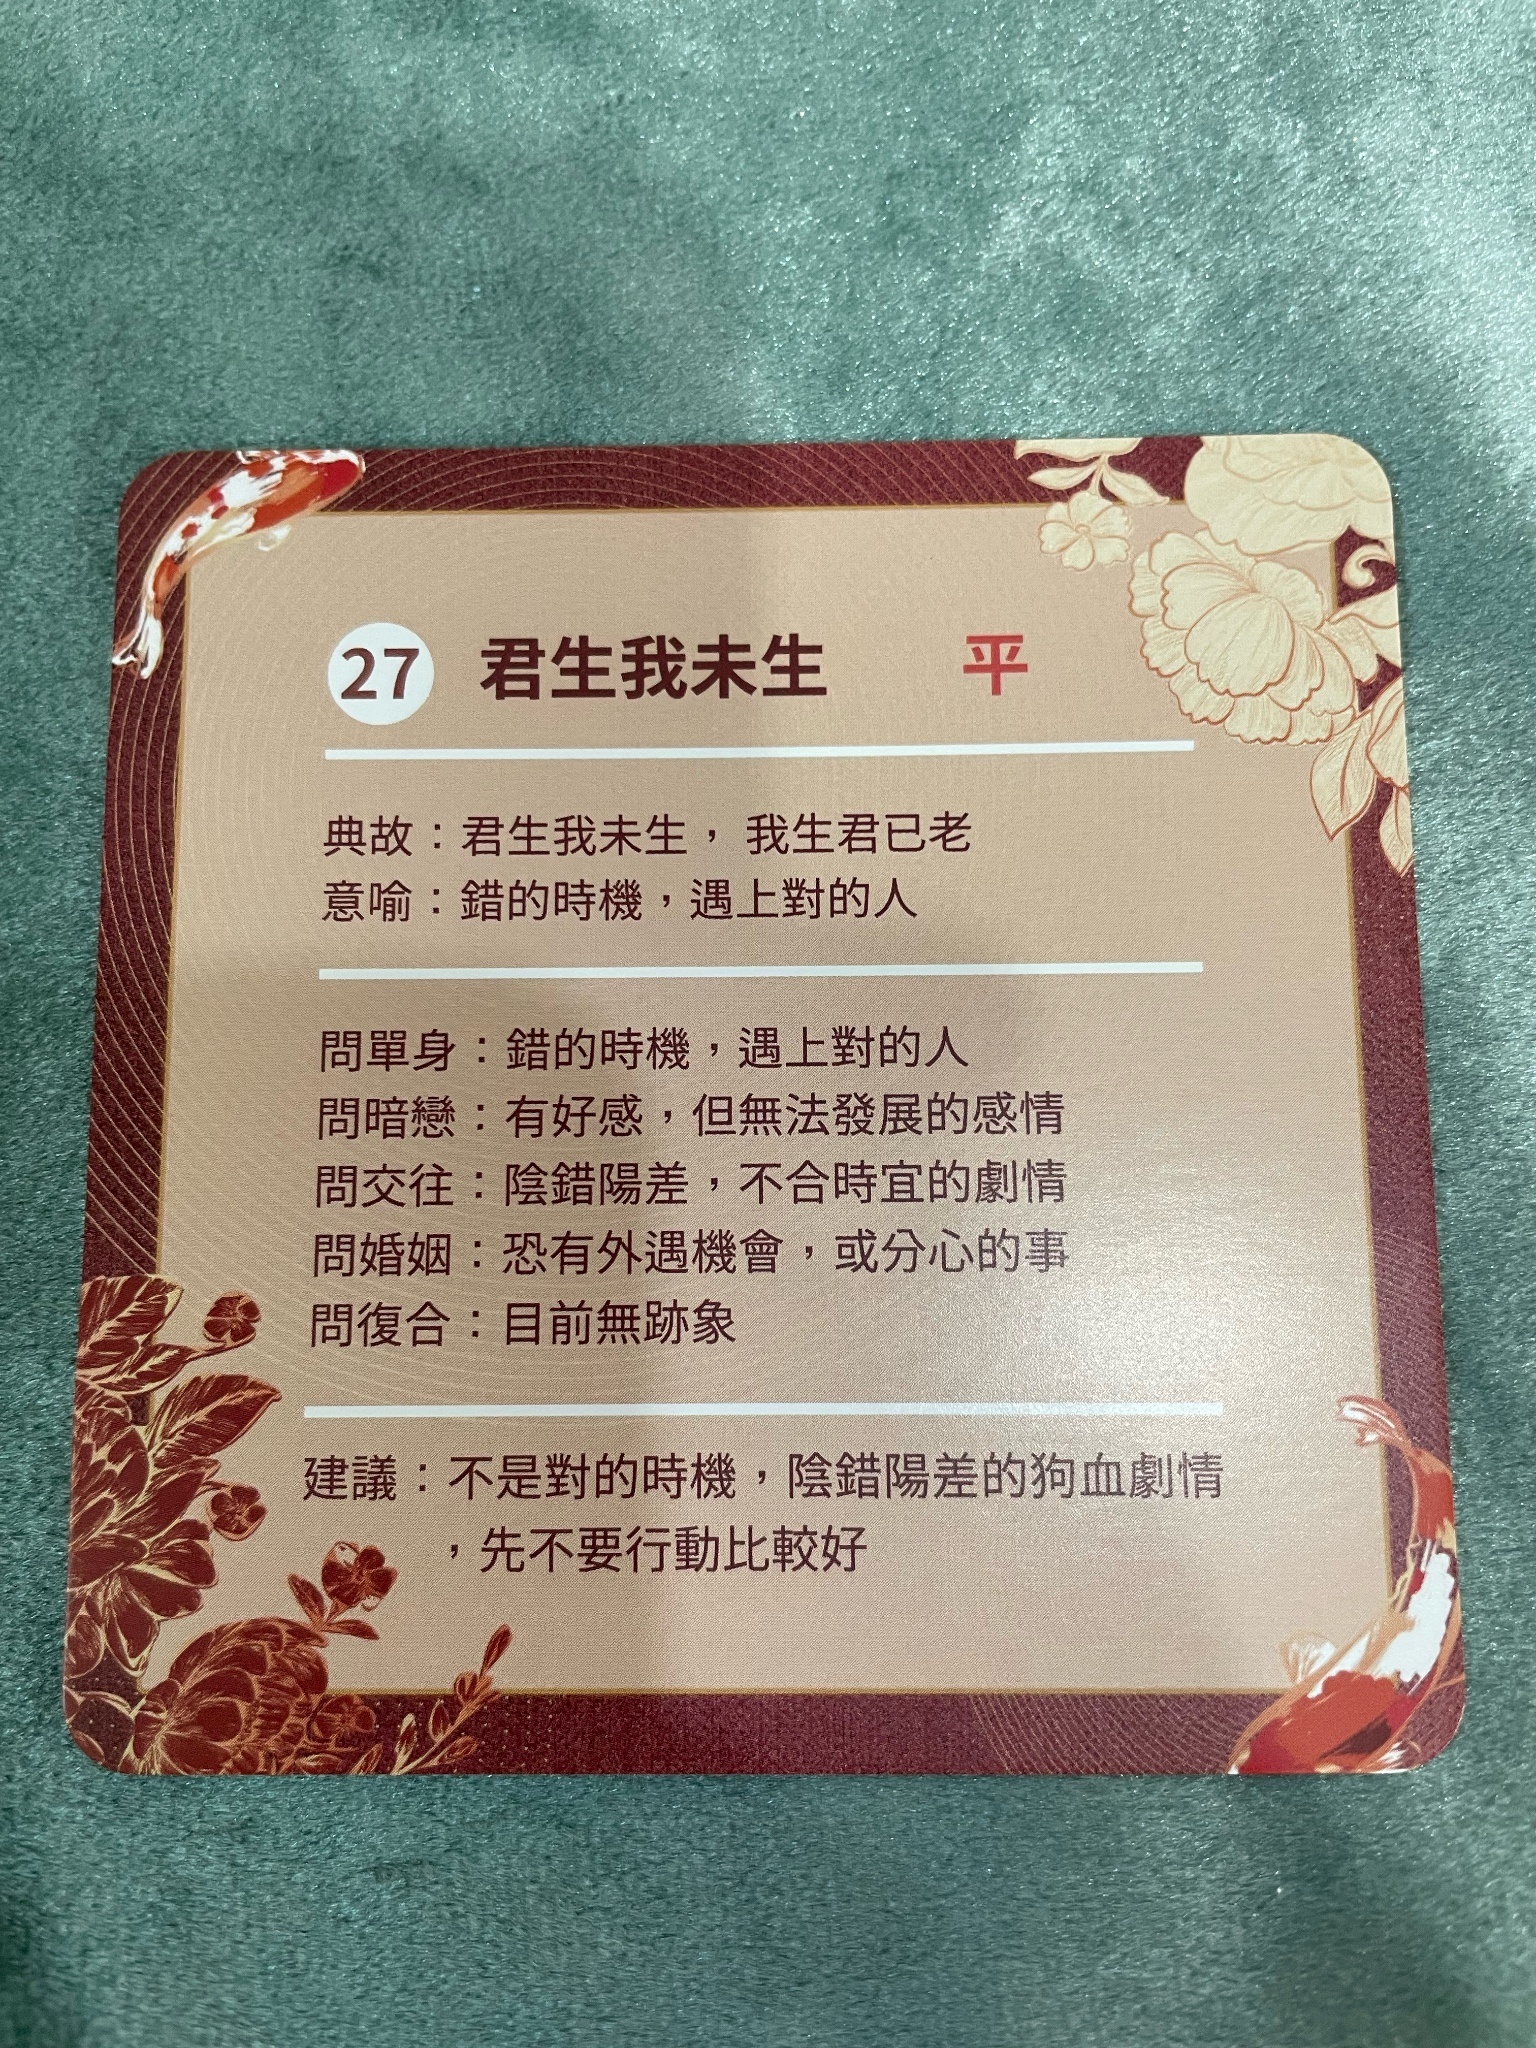 27 君生我未生 平
典故：君生我未生，我生君已老
意喻：錯的時機，遇上對的人
問單身：錯的時機，遇上對的人
問暗戀：有好感，但無法發展的感情
問交往：陰錯陽差，不合時宜的劇情
問婚姻：恐有外遇機會，或分心的事
問復合：目前無跡象
建議：不是對的時機，陰錯陽差的狗血劇情
，先不要行動比較好